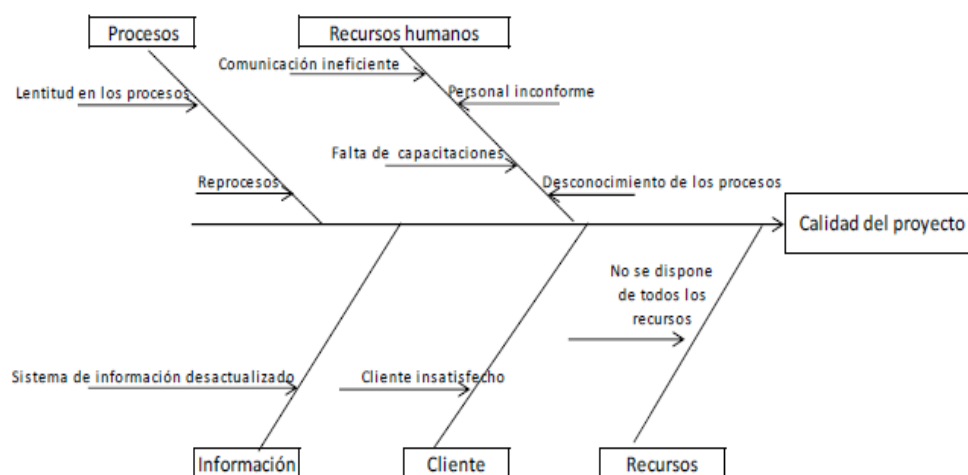 Procesos
Recursos humanos
Comunicación ineficiente
Lentitud en los procesos
Personal inconforme
Falta de capacitaciones
Reprocesos
Desconocimiento de los procesos
Calidad del proyecto
No se dispone
de todos los
recursos
Sistema de información desactualizado
Cliente insatisfecho
Información
Cliente
Recursos